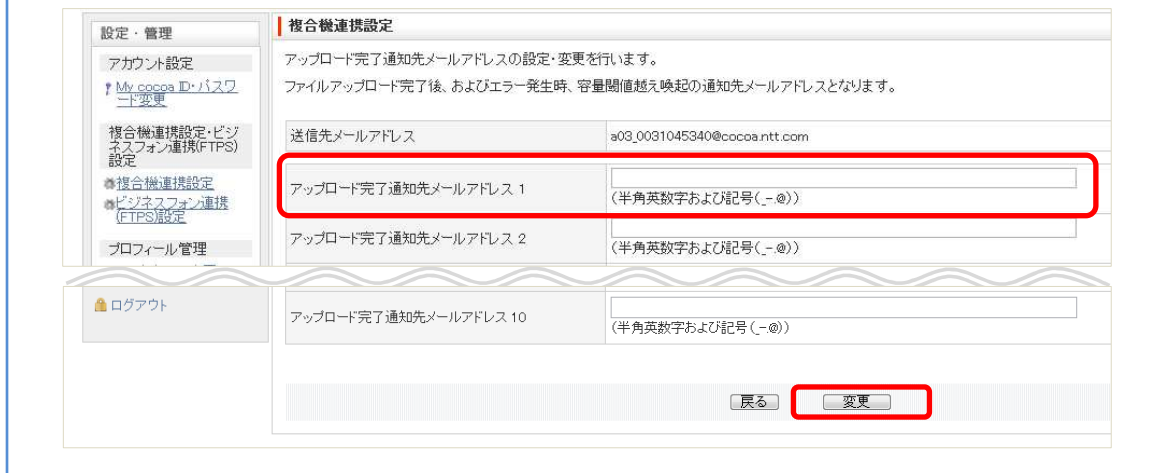 設定・管理
アカウント設定
My cocoa ID・パスワ
ード変更
複合機連携設定・ビジ
ネスフォン連携(FTPS)
設定
複合機連携設定
ビジネスフォン連携
(FTPS)設定
プロフィール管理
ログアウト
複合機連携設定
アップロード完了通知先メールアドレスの設定・変更を行います。
ファイルアップロード完了後、およびエラー発生時、容量閾値越え喚起の通知先メールアドレスとなります。
送信先メールアドレス a03_0031045340@cocoa.ntt.com
アップロード完了通知先メールアドレス 1
(半角英数字および記号(_-.@))
アップロード完了通知先メールアドレス 2
(半角英数字および記号(_-.@))
アップロード完了通知先メールアドレス 10
(半角英数字および記号(_-.@))
戻る 変更